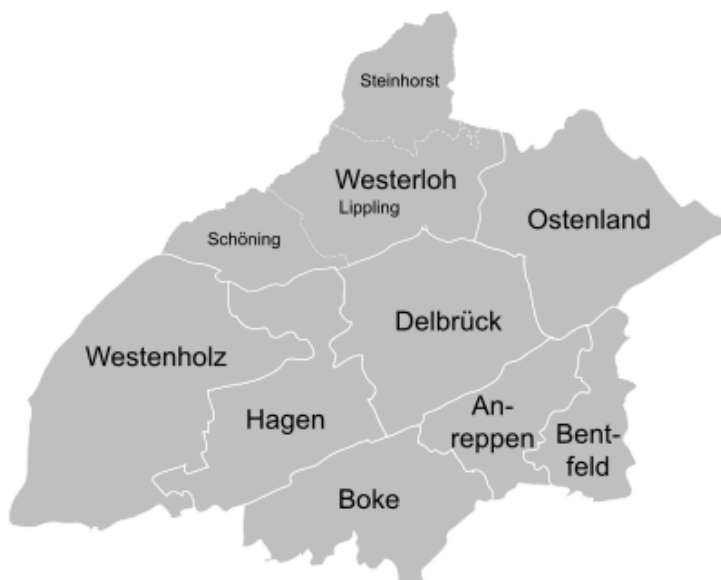 Steinhorst
Westerloh
Lippling
Ostenland
Schöning
Delbrück
Westenholz
Hagen
An-
reppen
Bent-
feld
Boke